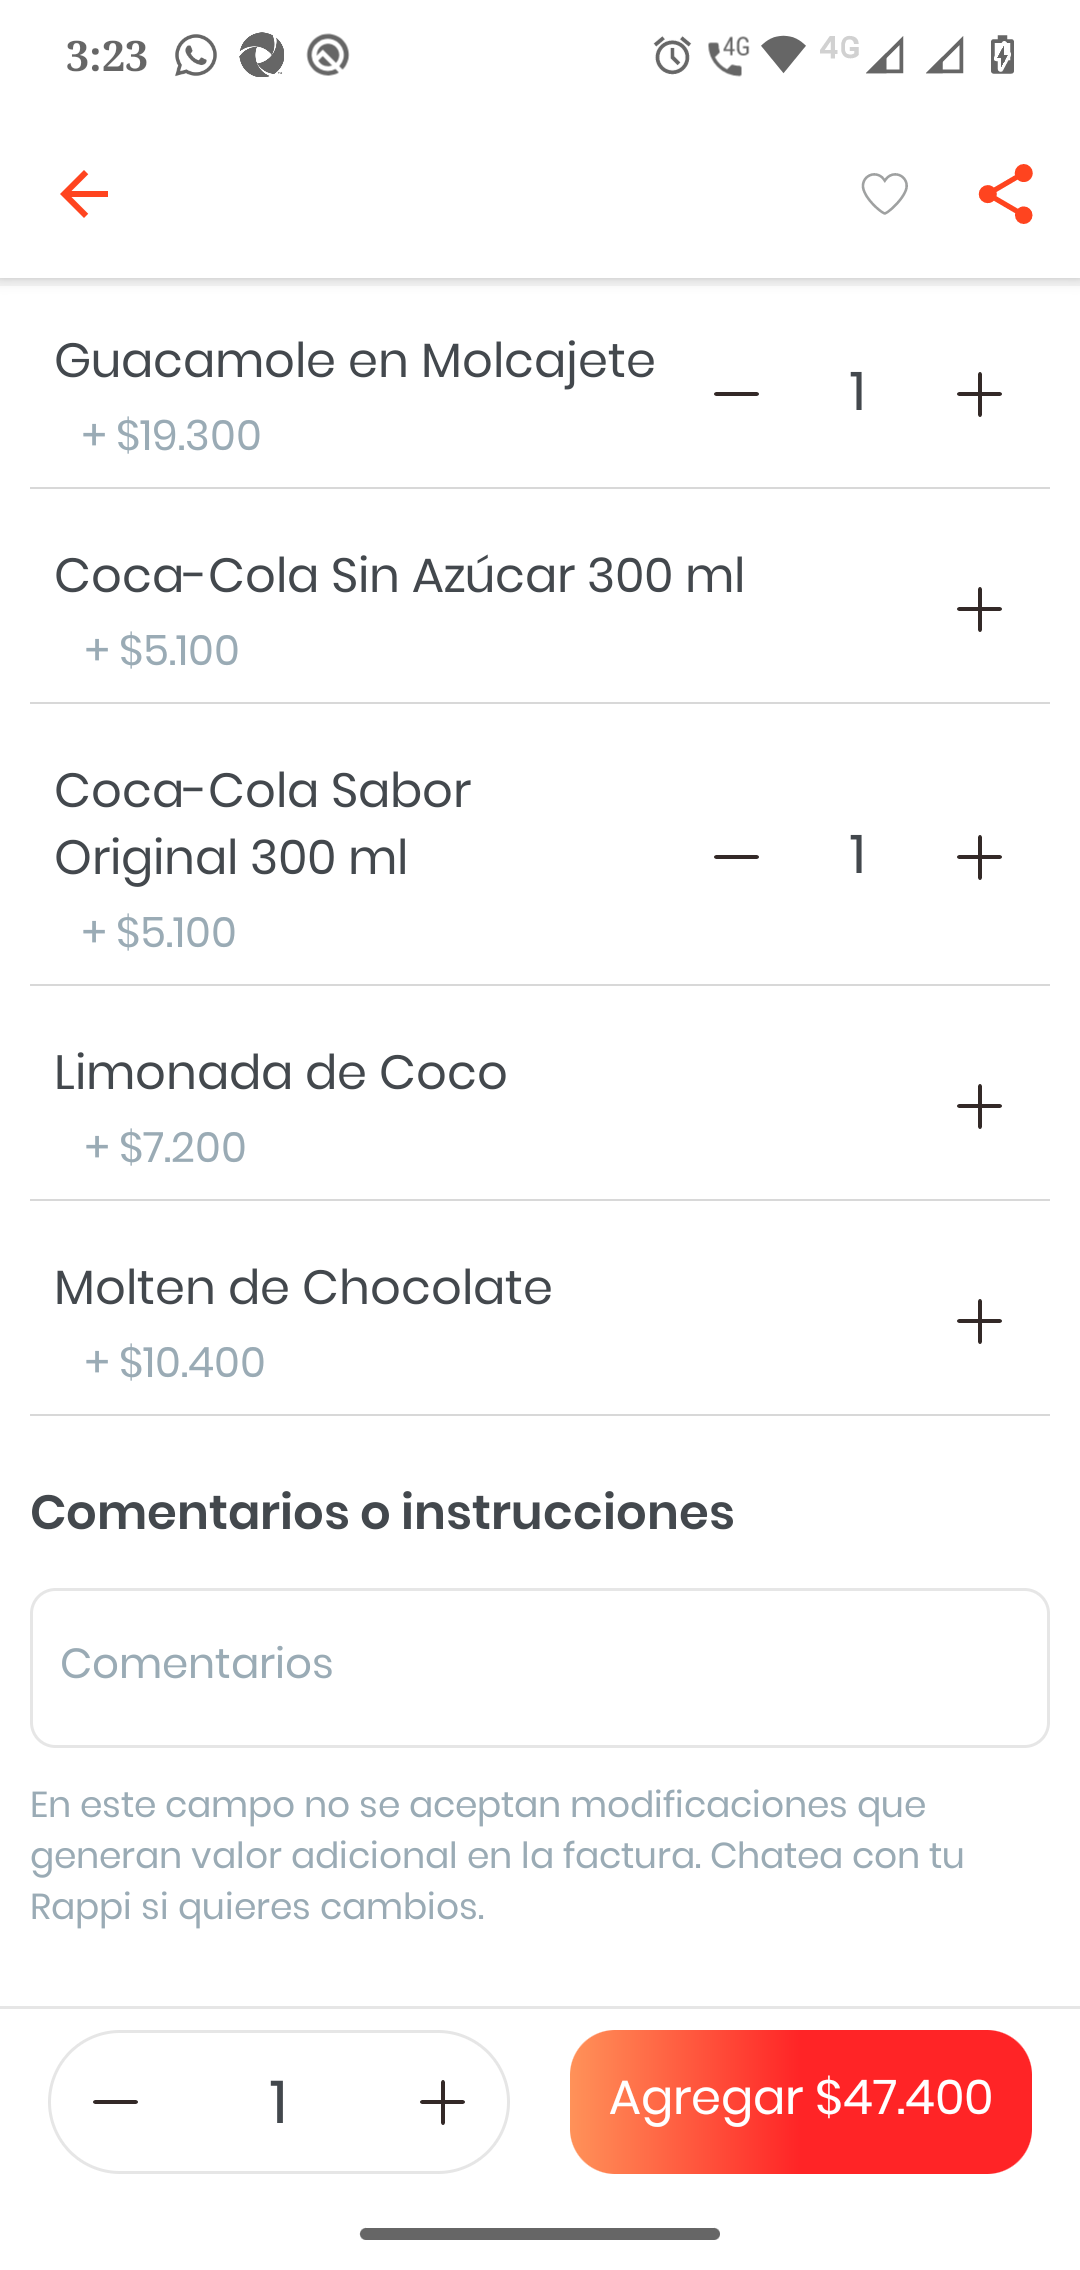 3:23
4G
4G
Guacamole en Molcajete
1
+ $19.300
Coca-Cola Sin Azúcar 300 ml
+ $5.100
Coca-Cola Sabor
Original 300 ml
1
+ $5.100
Limonada de Coco
+ $7.200
Molten de Chocolate
+ $10.400
Comentarios o instrucciones
Comentarios
En este campo no se aceptan modificaciones que
generan valor adicional en la factura. Chatea con tu
Rappi si quieres cambios.
1
Agregar $47.400